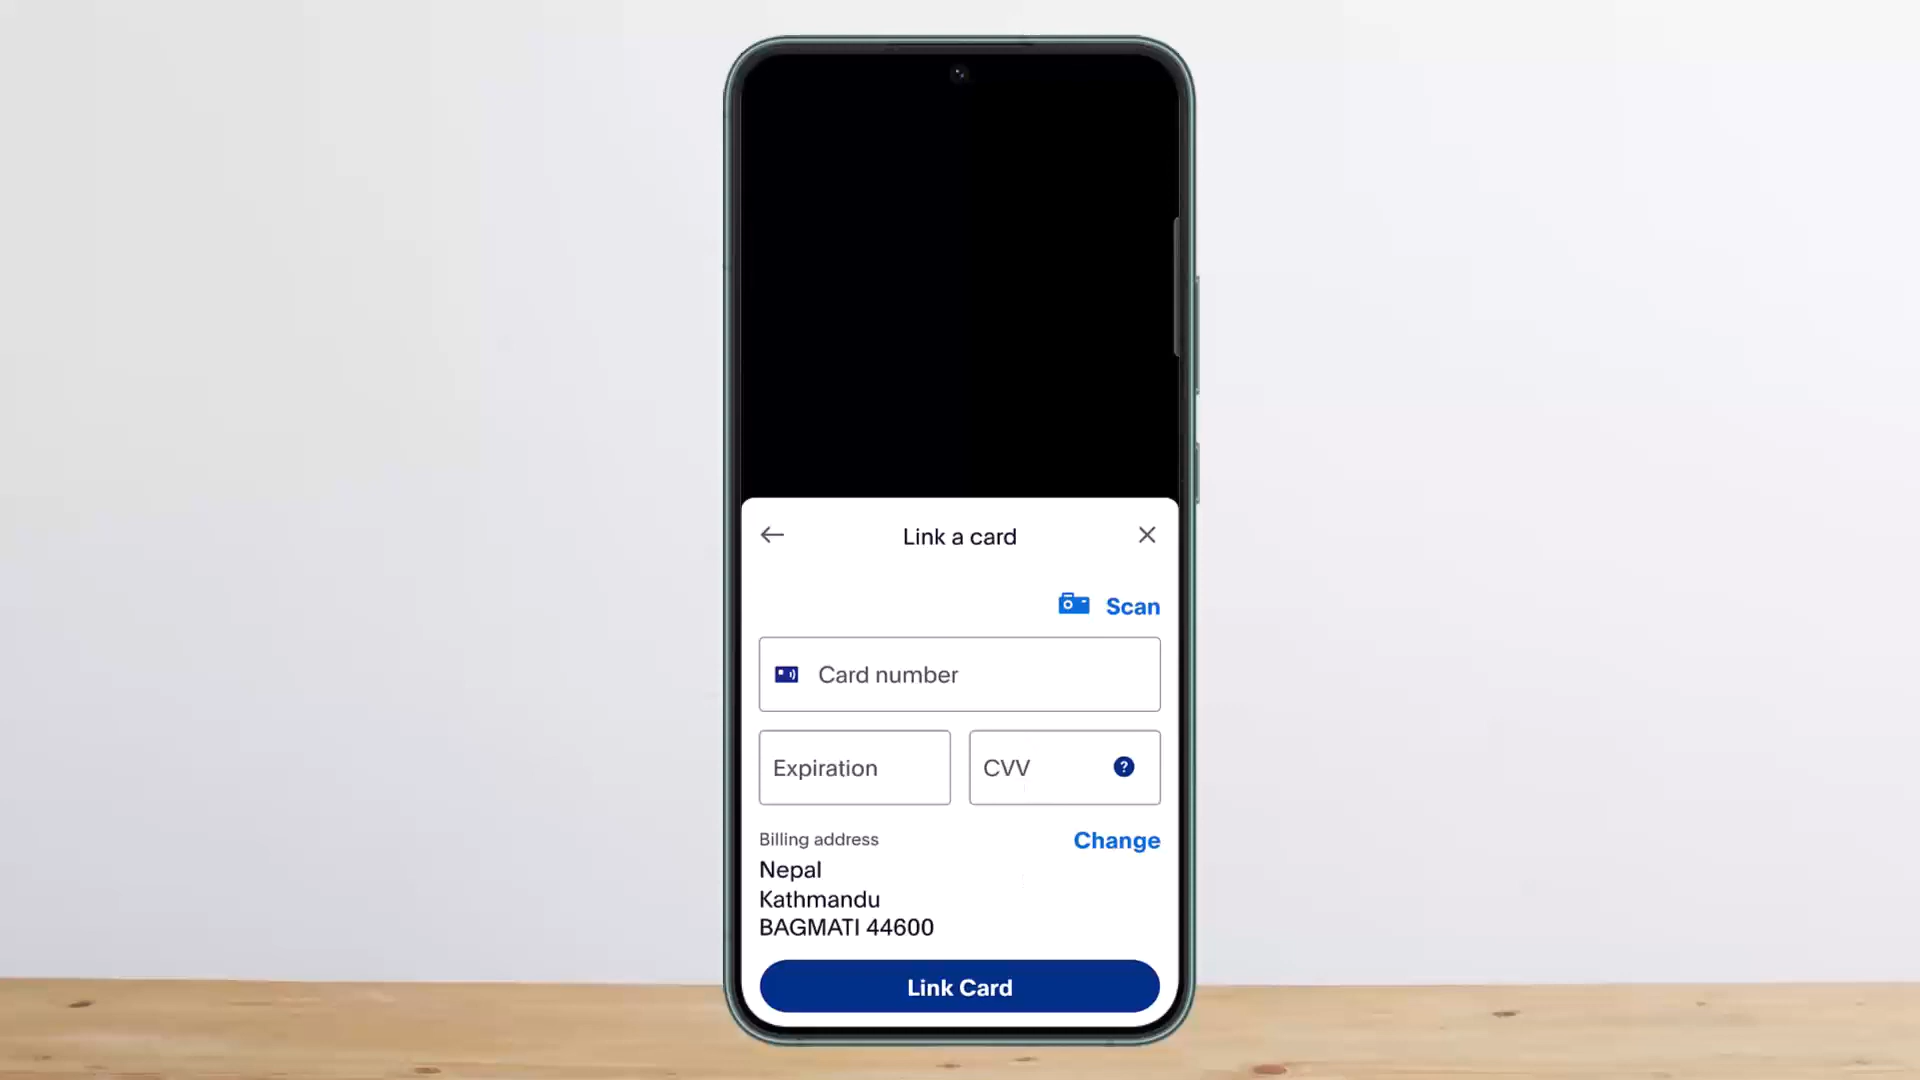 Link a card
Scan
Card number
Expiration
CVV
?
Billing address
Change
Nepal
Kathmandu
BAGMATI 44600
Link Card